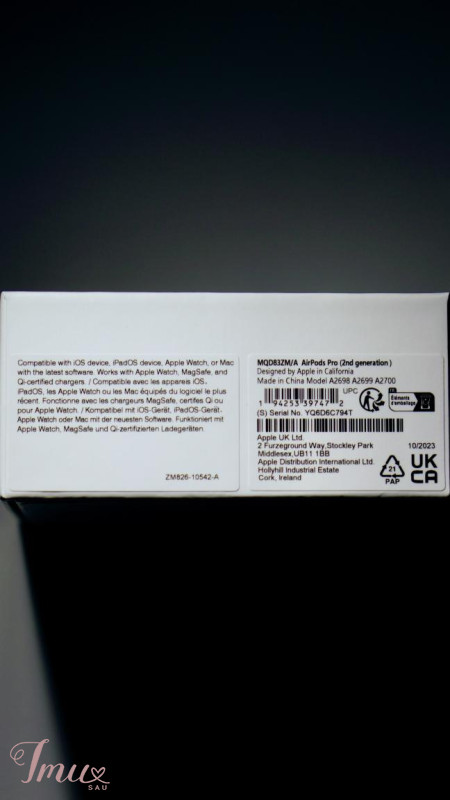 Compatible with iOS device, iPadOS device, Apple Watch, or Mac
with the latest software. Works with Apple Watch, MagSafe, and
Qi-certified chargers. / Compatible avec les appareils iOS,
iPadOS, les Apple Watch ou les Mac équipés du logiciel le plus
récent. Fonctionne avec les chargeurs MagSafe, certifés Qi ou
pour Apple Watch. / Kompatibel mit iOS-Gerät, iPadOS-Gerät.
Apple Watch oder Mac mit der neuesten Software. Funktioniert mit
Apple Watch, MagSafe und Qi-zertifizierten Ladegeräten.
ZM826-10542-A
MQD83ZM/A AirPods Pro (2nd generation )
Designed by Apple in California
Made in China Model A2698 A2699 A2700
UPC
1 94253 39747 2
FR
Éléments
d'emballage
(S) Serial No. YQ6D6C794T
Apple UK Ltd.
2 Furzeground Way,Stockley Park
Middlesex,UB11 1BB
Apple Distribution International Ltd.
Hollyhill Industrial Estate
Cork, Ireland
10/2023
21
PAP
UK
CA
Imu
SAU